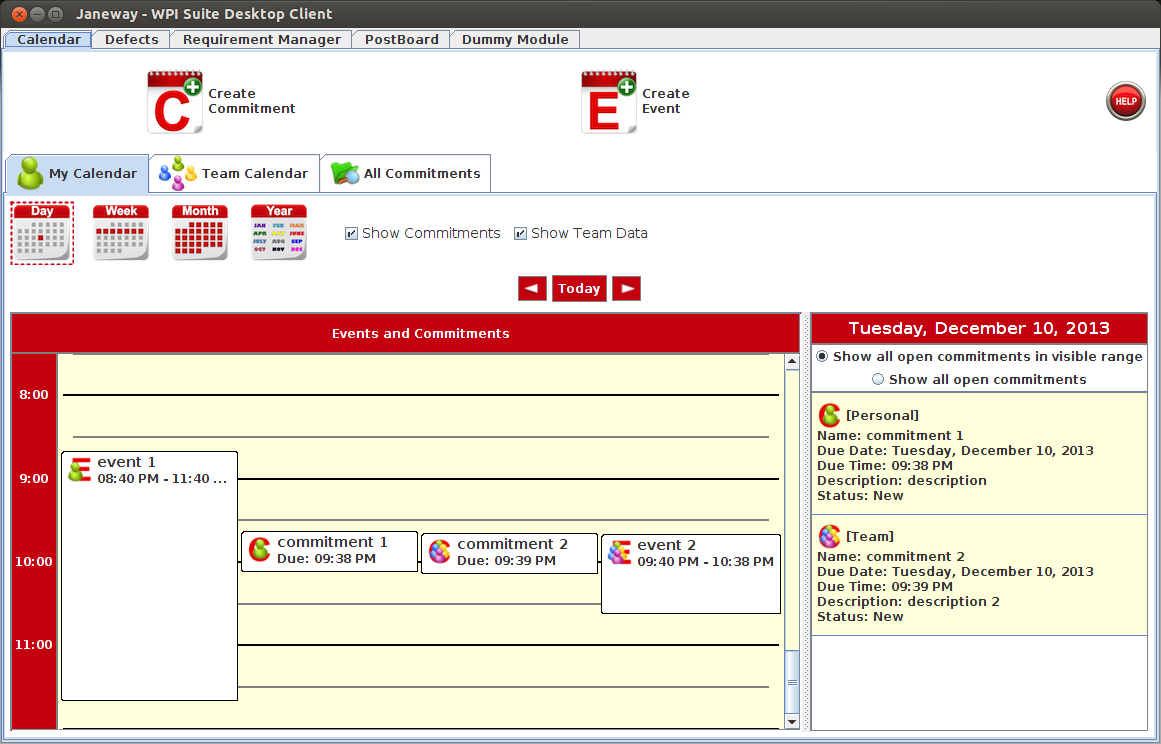 Janeway - WPI Suite Desktop Client
Calendar
Defects
Requirement Manager
PostBoard
Dummy Module
C
Create
Commitment
E
Create
Event
HELP
My Calendar
Team Calendar
All Commitments
Day
Week
Month
Year
JAN FEB MAR
APR MAY JUNE
JULY AUG SEP
OCT NOV DEC
Show Commitments
Show Team Data
Today
Events and Commitments
8:00
9:00
10:00
11:00
event 1
08:40 PM - 11:40 ...
commitment 1
Due: 09:38 PM
commitment 2
Due: 09:39 PM
event 2
09:40 PM - 10:38 PM
Tuesday, December 10, 2013
Show all open commitments in visible range
Show all open commitments
[Personal]
Name: commitment 1
Due Date: Tuesday, December 10, 2013
Due Time: 09:38 PM
Description: description
Status: New
[Team]
Name: commitment 2
Due Date: Tuesday, December 10, 2013
Due Time: 09:39 PM
Description: description 2
Status: New